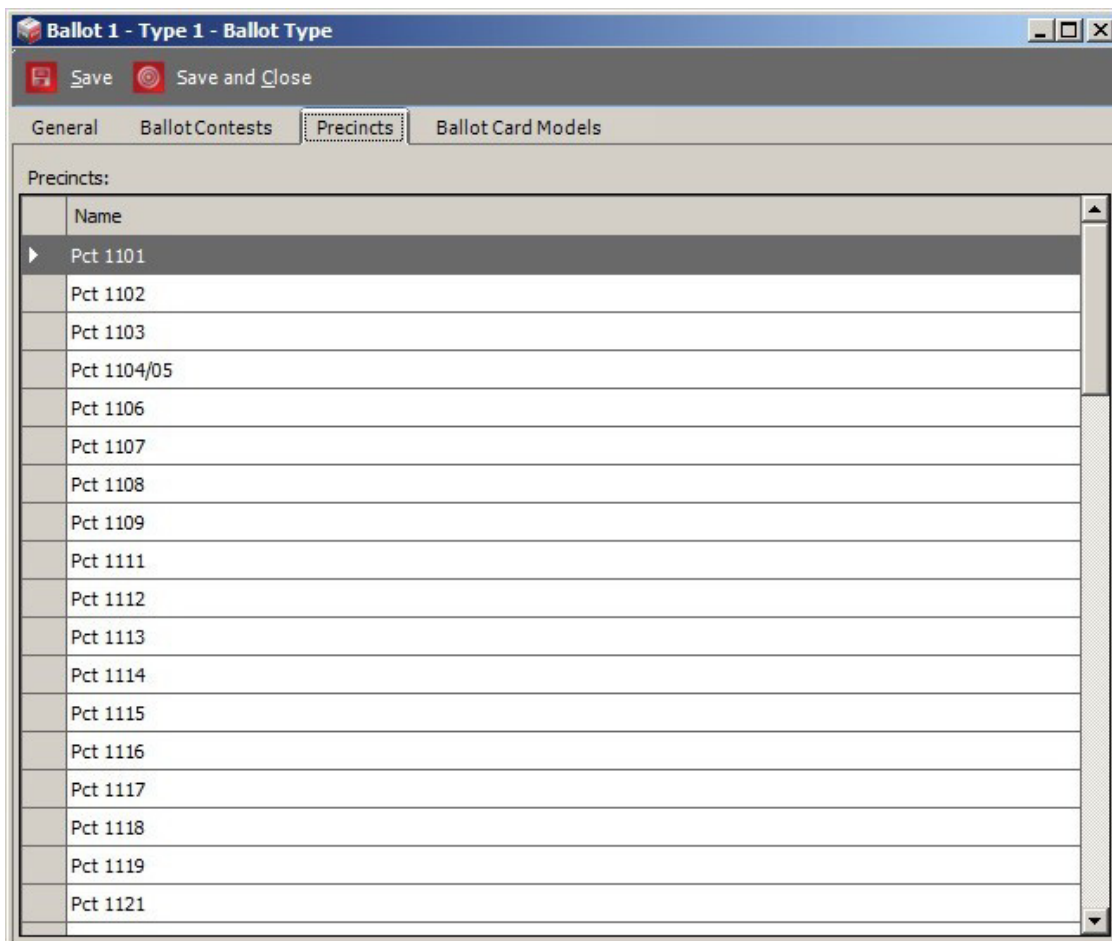 Ballot 1 - Type 1 - Ballot Type
Save Save and Close
General Ballot Contests Precincts Ballot Card Models
Precincts:
Name
Pct 1101
Pct 1102
Pct 1103
Pct 1104/05
Pct 1106
Pct 1107
Pct 1108
Pct 1109
Pct 1111
Pct 1112
Pct 1113
Pct 1114
Pct 1115
Pct 1116
Pct 1117
Pct 1118
Pct 1119
Pct 1121